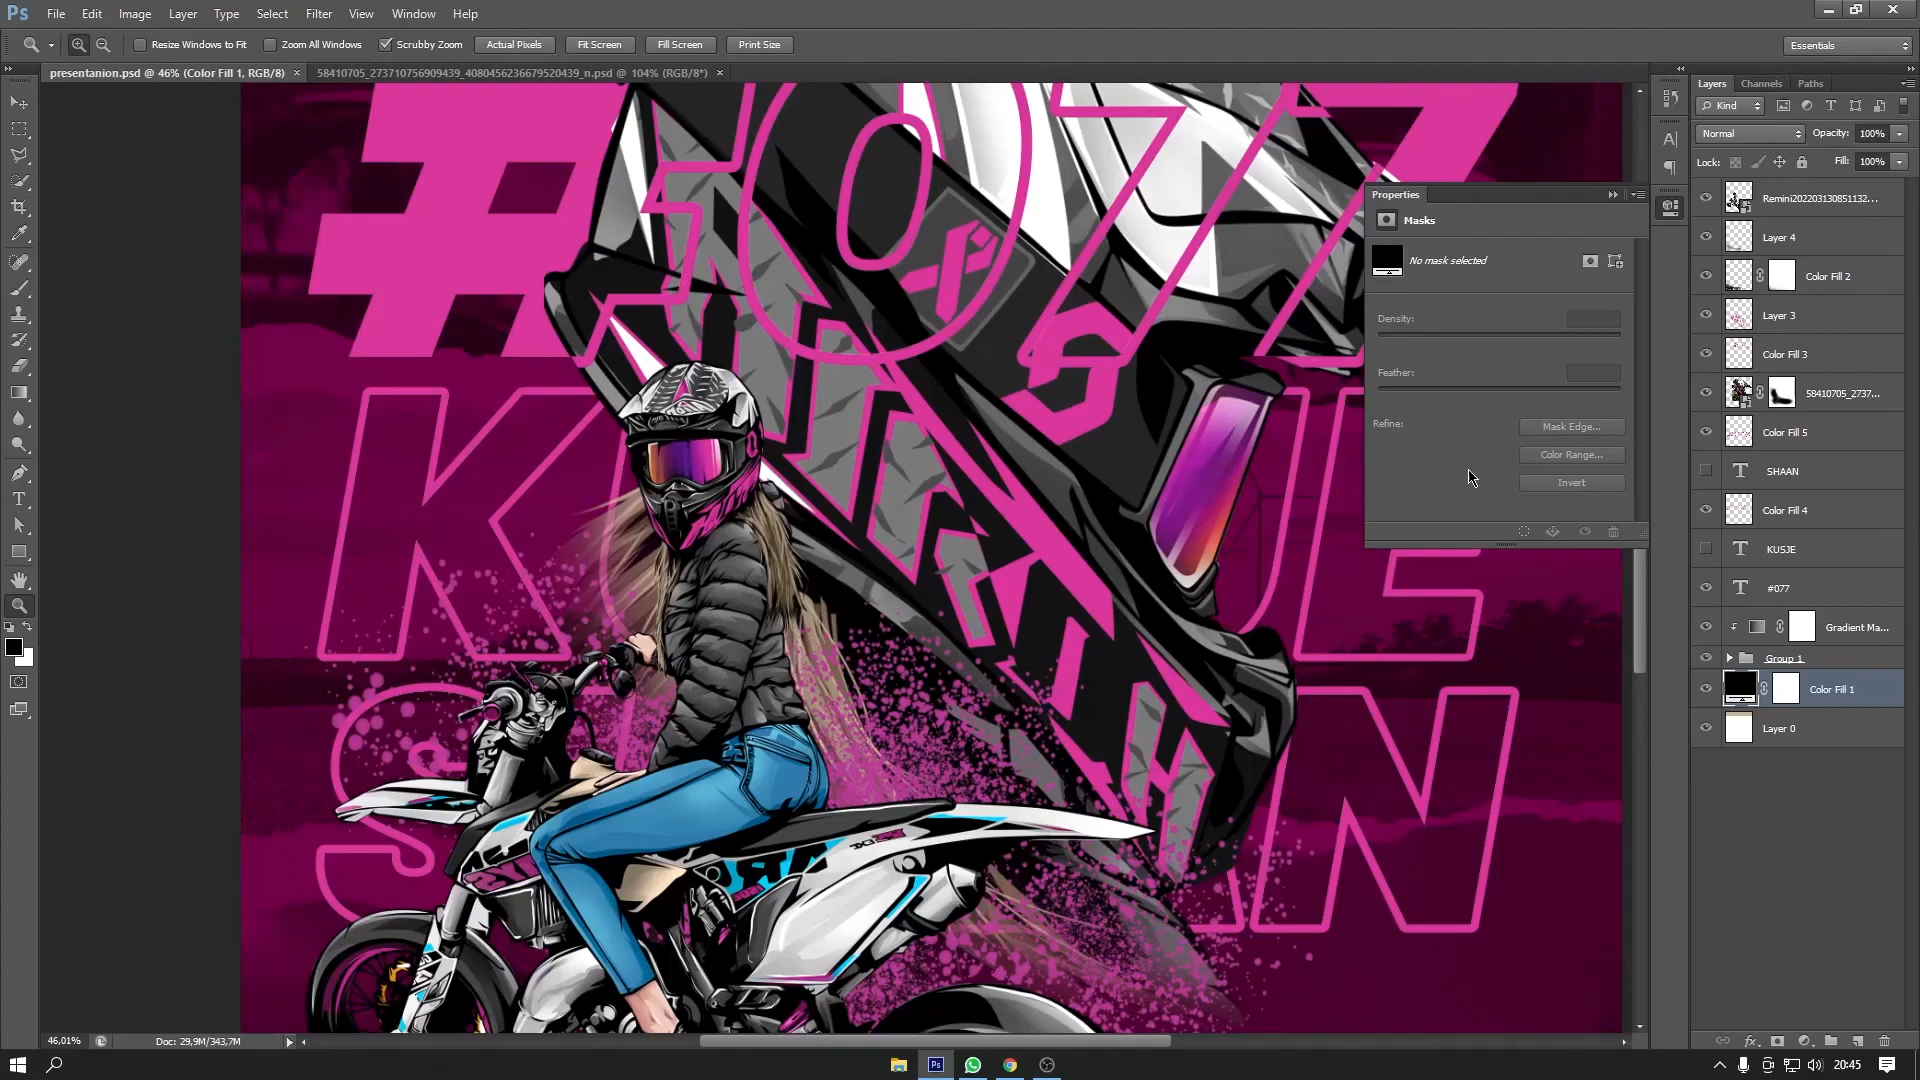 Ps File Edit Image Layer Type Select Filter View Window Help
Resize Windows to Fit Zoom All Windows Scrubby Zoom Actual Pixels Fit Screen Fill Screen Print Size Essentials
presentanion.psd @ 46% (Color Fill 1, RGB/8) × 58410705_273710756909439_4080456236679520439_n.psd @ 104% (RGB/8*) ×
Layers Channels Paths
Kind
Normal Opacity: 100%
Lock: Fill: 100%
Properties
Masks
No mask selected
Density:
Feather:
Refine: Mask Edge...
Color Range...
Invert
Remini202203130851132...
Layer 4
Color Fill 2
Layer 3
Color Fill 3
58410705_2737...
Color Fill 5
SHAAN
Color Fill 4
KUSJE
#077
Gradient Ma...
Group 1
Color Fill 1
Layer 0
#077
46,01% Doc: 29,9M/343,7M
20:45